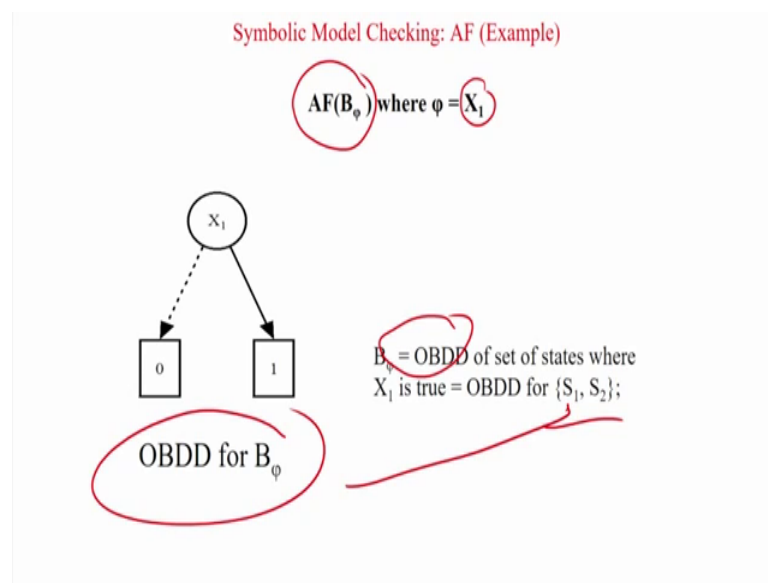 Symbolic Model Checking: AF (Example)
AF(Bᵩ) where φ = X₁
X₁
0
1
Bᵩ = OBDD of set of states where
X₁ is true = OBDD for {S₁, S₂};
OBDD for Bᵩ